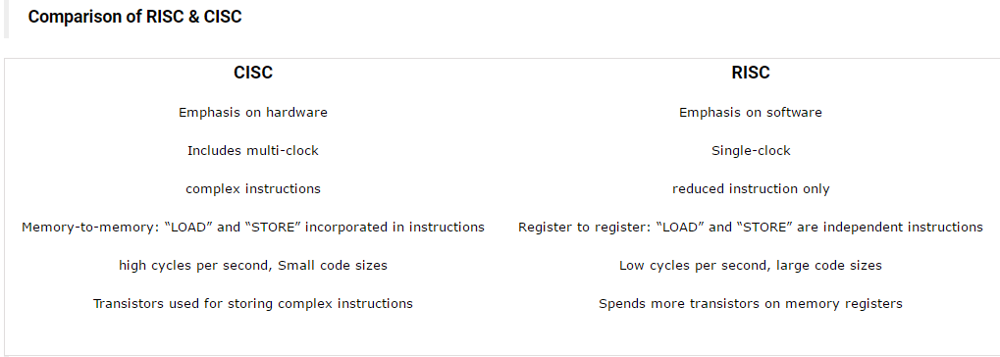 Comparison of RISC & CISC
CISC RISC
Emphasis on hardware Emphasis on software
Includes multi-clock Single-clock
complex instructions reduced instruction only
Memory-to-memory: “LOAD” and “STORE” incorporated in instructions Register to register: “LOAD” and “STORE” are independent instructions
high cycles per second, Small code sizes Low cycles per second, large code sizes
Transistors used for storing complex instructions Spends more transistors on memory registers